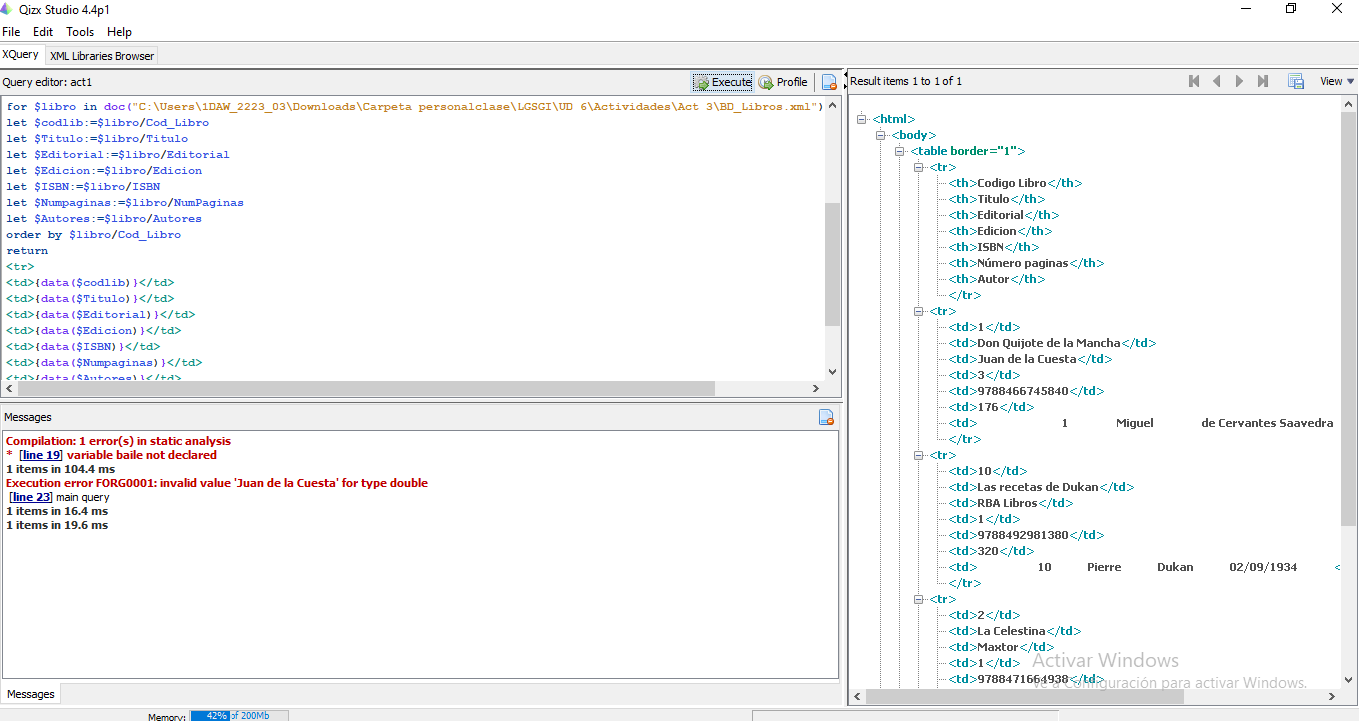 Qizx Studio 4.4p1
File Edit Tools Help
XQuery XML Libraries Browser
Query editor: act1 Execute Profile
for $libro in doc("C:\Users\1DAW_2223_03\Downloads\Carpeta personalclase\LGSGI\UD 6\Actividades\Act 3\BD_Libros.xml")
let $codlib:=$libro/Cod_Libro
let $Titulo:=$libro/Titulo
let $Editorial:=$libro/Editorial
let $Edicion:=$libro/Edicion
let $ISBN:=$libro/ISBN
let $Numpaginas:=$libro/NumPaginas
let $Autores:=$libro/Autores
order by $libro/Cod_Libro
return
<tr>
<td>{data($codlib)}</td>
<td>{data($Titulo)}</td>
<td>{data($Editorial)}</td>
<td>{data($Edicion)}</td>
<td>{data($ISBN)}</td>
<td>{data($Numpaginas)}</td>
<td>{data($Autores)}</td>
Messages
Compilation: 1 error(s) in static analysis
* [line 19] variable baile not declared
1 items in 104.4 ms
Execution error FORG0001: invalid value 'Juan de la Cuesta' for type double
[line 23] main query
1 items in 16.4 ms
1 items in 19.6 ms
Messages
Memory: 42% of 200Mb
Result items 1 to 1 of 1 View
<html>
<body>
<table border="1">
<tr>
<th>Codigo Libro</th>
<th>Titulo</th>
<th>Editorial</th>
<th>Edicion</th>
<th>ISBN</th>
<th>Número paginas</th>
<th>Autor</th>
</tr>
<tr>
<td>1</td>
<td>Don Quijote de la Mancha</td>
<td>Juan de la Cuesta</td>
<td>3</td>
<td>9788466745840</td>
<td>176</td>
<td> 1 Miguel de Cervantes Saavedra
</tr>
<tr>
<td>10</td>
<td>Las recetas de Dukan</td>
<td>RBA Libros</td>
<td>1</td>
<td>9788492981380</td>
<td>320</td>
<td> 10 Pierre Dukan 02/09/1934 <
</tr>
<tr>
<td>2</td>
<td>La Celestina</td>
<td>Maxtor</td>
<td>1</td>
<td>9788471664938</td>
Activar Windows
Ve a Configuración para activar Windows.